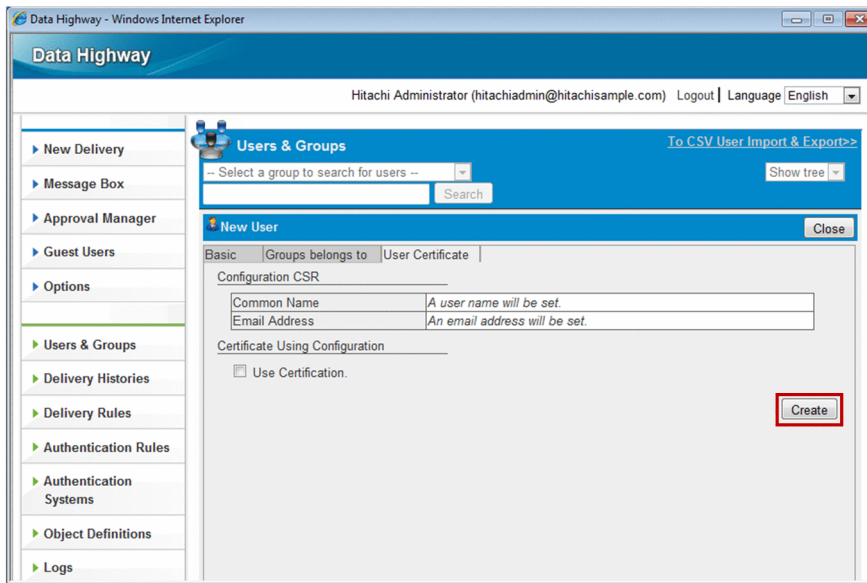 Data Highway - Windows Internet Explorer
Data Highway
Hitachi Administrator (hitachiadmin@hitachisample.com) Logout Language English
New Delivery
Message Box
Approval Manager
Guest Users
Options
Users & Groups
Delivery Histories
Delivery Rules
Authentication Rules
Authentication
Systems
Object Definitions
Logs
Users & Groups
To CSV User Import & Export>>
-- Select a group to search for users --
Show tree
Search
New User
Close
Basic Groups belongs to User Certificate
Configuration CSR
Common Name A user name will be set.
Email Address An email address will be set.
Certificate Using Configuration
Use Certification.
Create